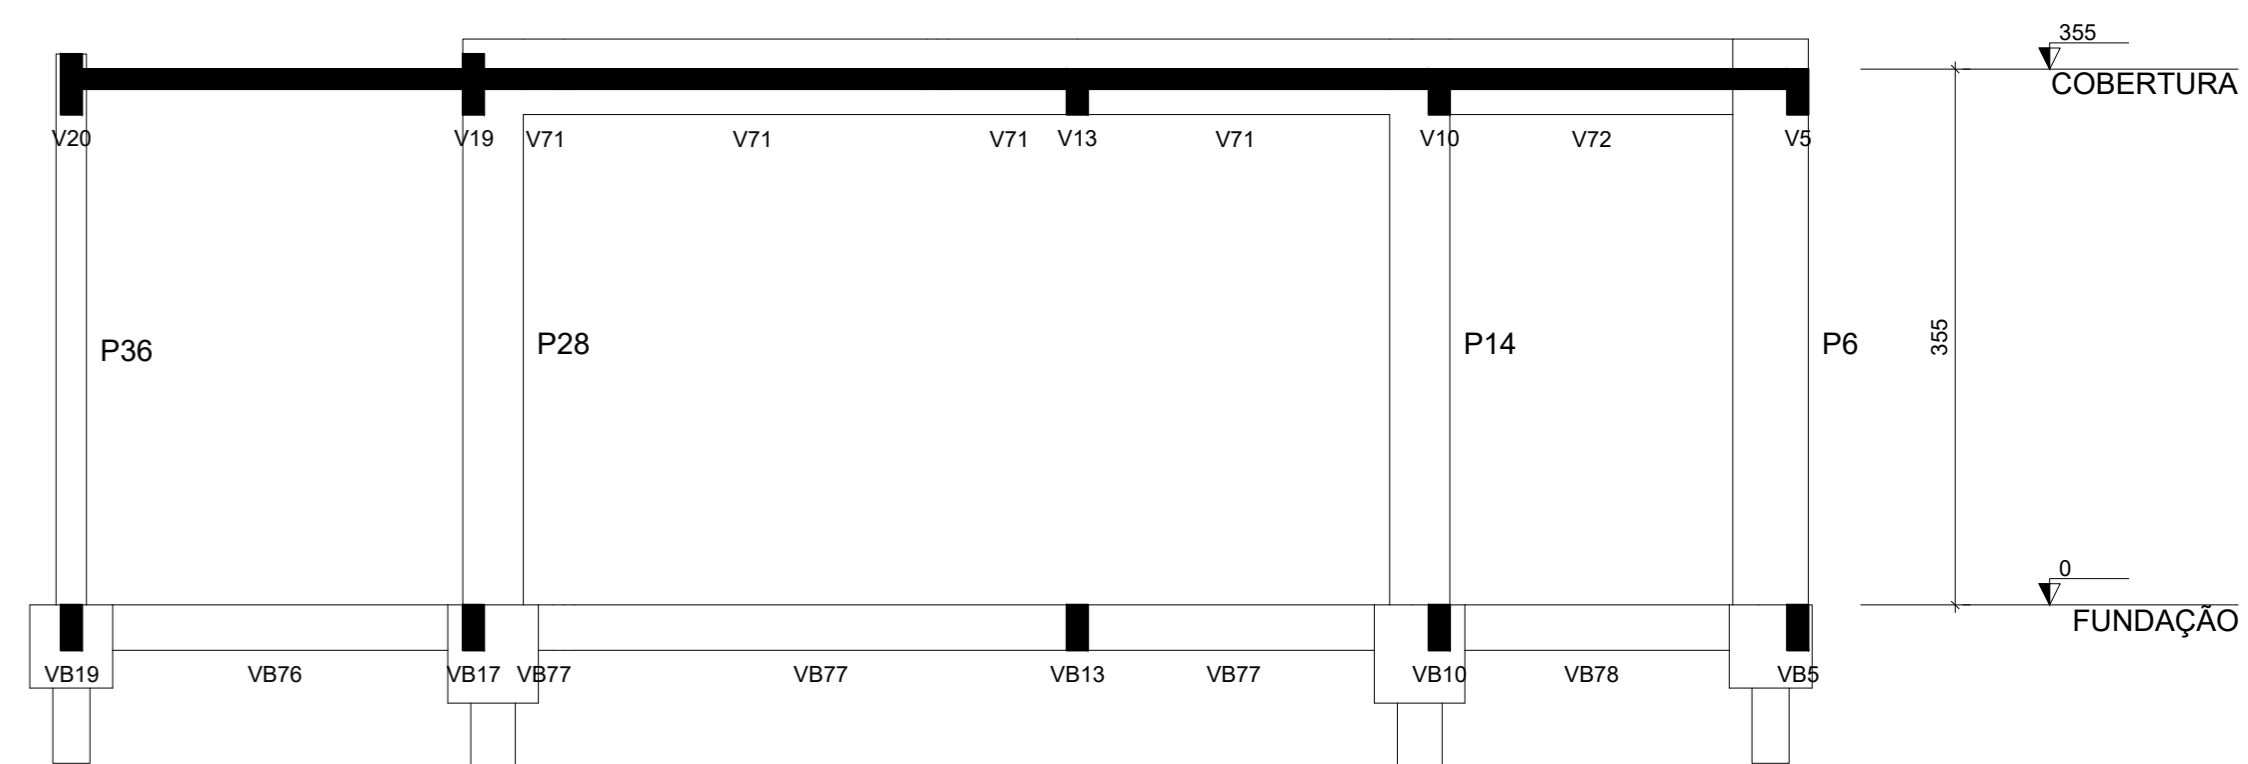 355
COBERTURA
V20 V19 V71 V71 V71 V13 V71 V10 V72 V5
P36 P28 P14 P6 355
0
FUNDAÇÃO
VB19 VB76 VB17 VB77 VB77 VB13 VB77 VB10 VB78 VB5